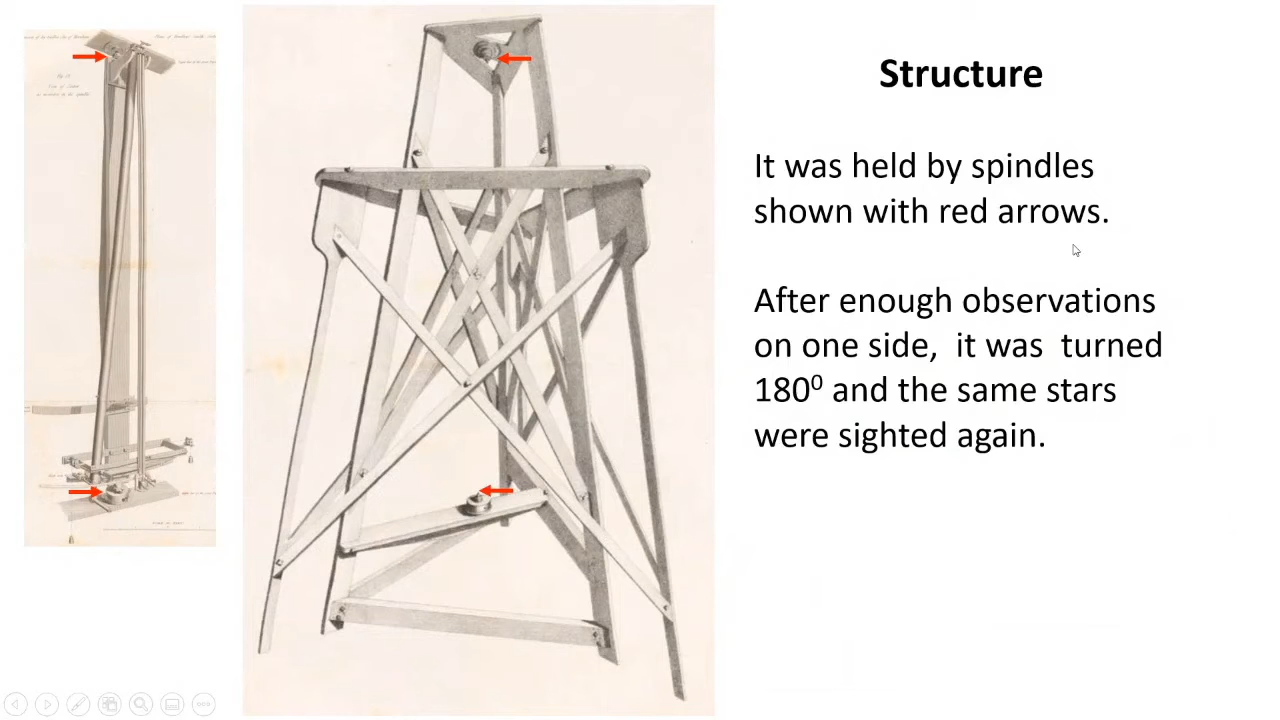 Structure
It was held by spindles
shown with red arrows.
After enough observations
on one side, it was turned
180⁰ and the same stars
were sighted again.